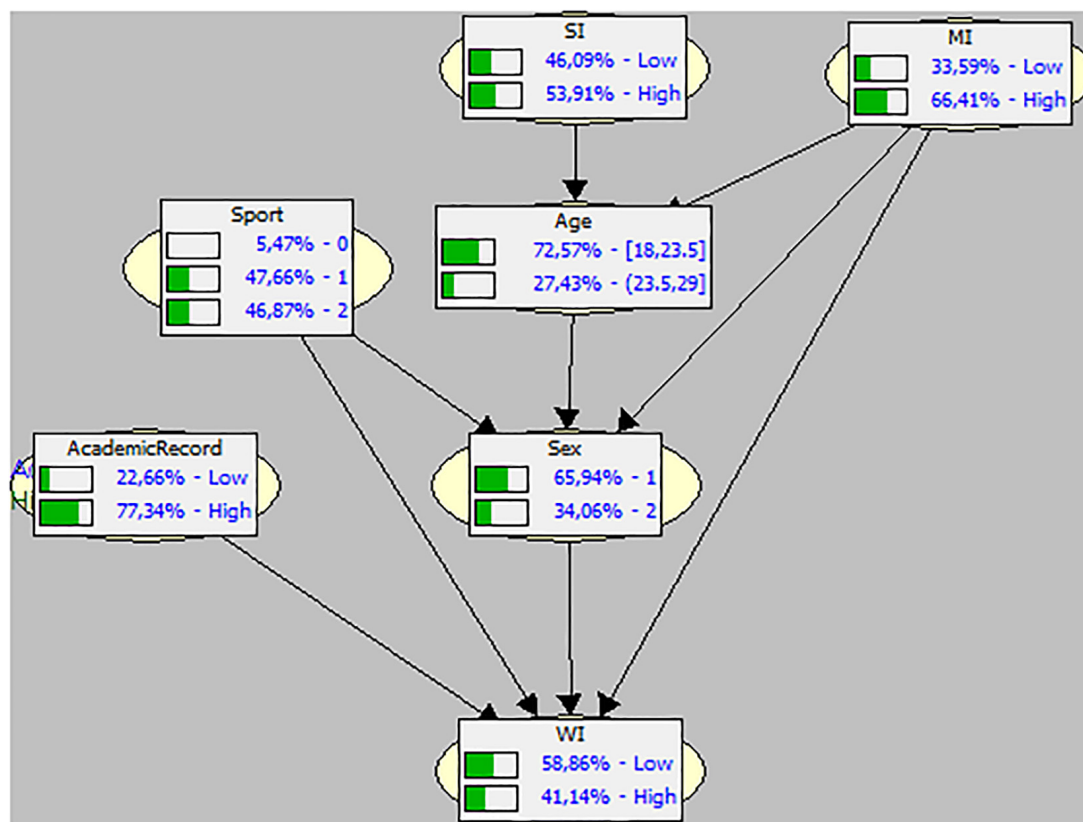 SI
46,09% - Low
53,91% - High
MI
33,59% - Low
66,41% - High
Sport
5,47% - 0
47,66% - 1
46,87% - 2
Age
72,57% - [18,23.5]
27,43% - (23.5,29]
AcademicRecord
22,66% - Low
77,34% - High
Sex
65,94% - 1
34,06% - 2
WI
58,86% - Low
41,14% - High